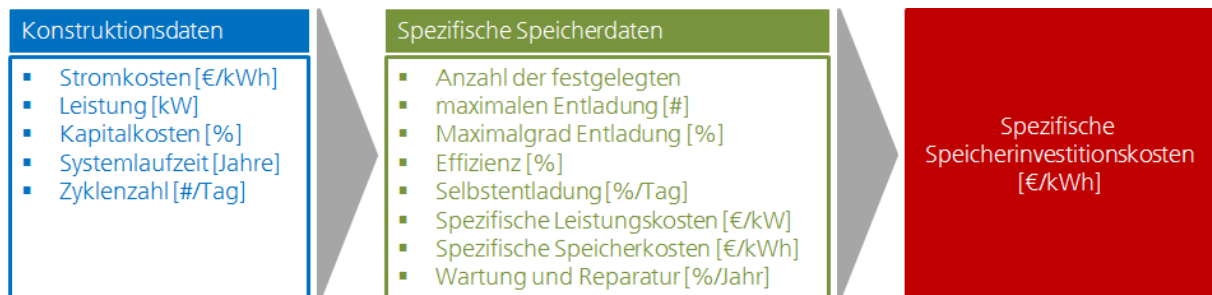 Konstruktionsdaten
▪ Stromkosten [€/kWh]
▪ Leistung [kW]
▪ Kapitalkosten [%]
▪ Systemlaufzeit [Jahre]
▪ Zyklenzahl [#/Tag]
Spezifische Speicherdaten
▪ Anzahl der festgelegten
▪ maximalen Entladung [#]
▪ Maximalgrad Entladung [%]
▪ Effizienz [%]
▪ Selbstentladung [%/Tag]
▪ Spezifische Leistungskosten [€/kW]
▪ Spezifische Speicherkosten [€/kWh]
▪ Wartung und Reparatur [%/Jahr]
Spezifische
Speicherinvestitionskosten
[€/kWh]